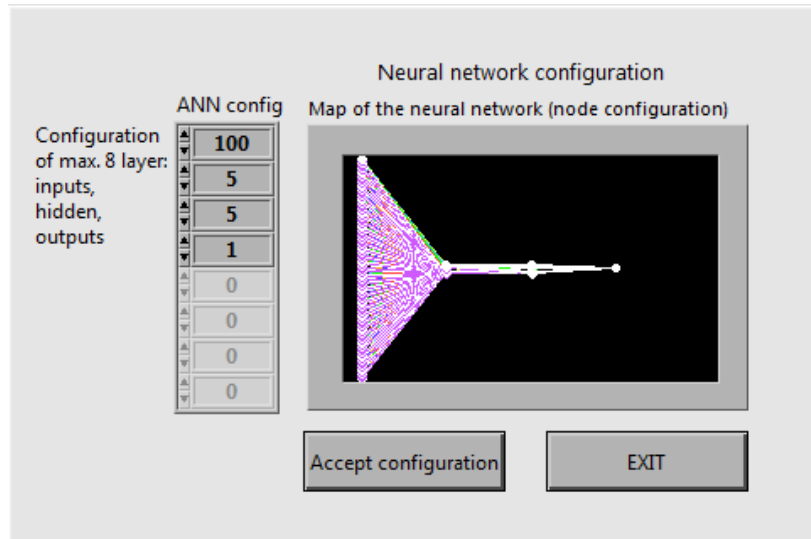 Neural network configuration
ANN config
Map of the neural network (node configuration)
Configuration
of max. 8 layer:
inputs,
hidden,
outputs
100
5
5
1
0
0
0
0
Accept configuration
EXIT